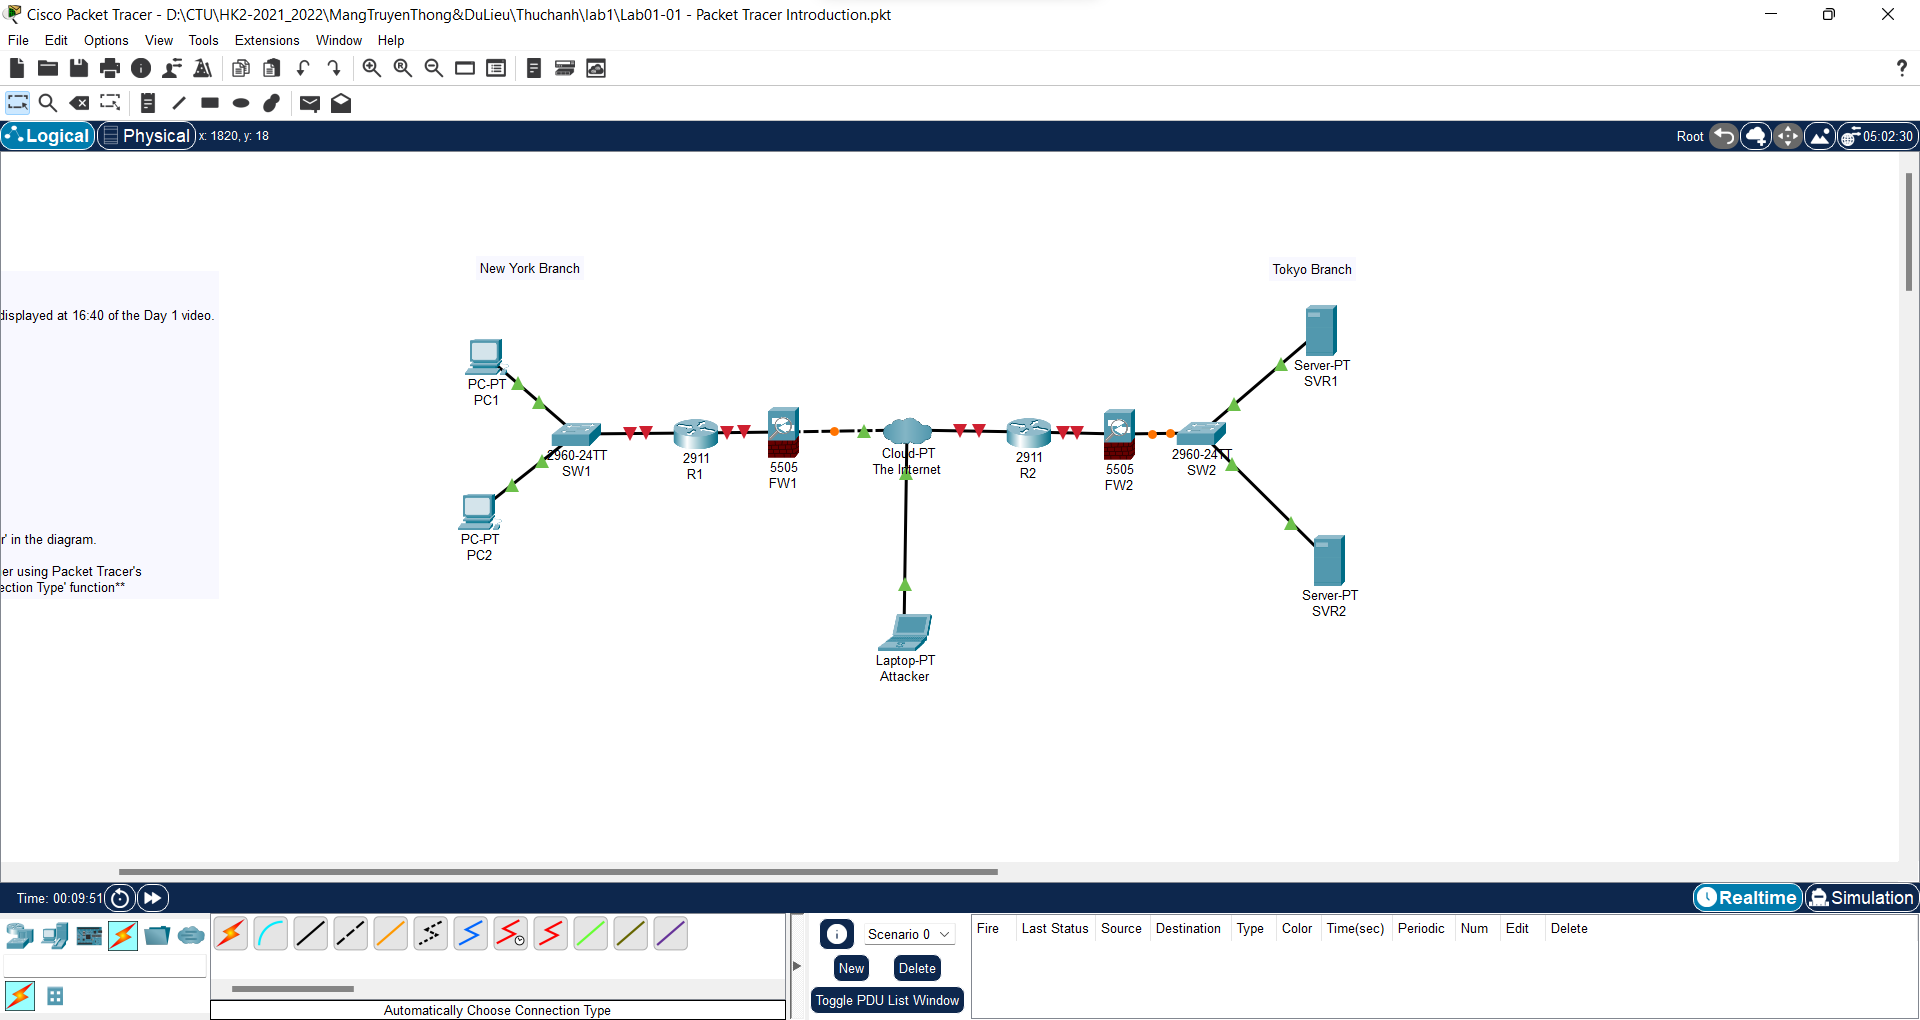 Cisco Packet Tracer - D:\CTU\HK2-2021_2022\MangTruyenThong&DuLieu\Thuchanh\lab1\Lab01-01 - Packet Tracer Introduction.pkt
File Edit Options View Tools Extensions Window Help
?
Logical Physical x: 1820, y: 18 Root 05:02:30
New York Branch Tokyo Branch
displayed at 16:40 of the Day 1 video.
PC-PT
PC1
Server-PT
SVR1
2960-24TT
SW1
2911
R1
5505
FW1
Cloud-PT
The Internet
2911
R2
5505
FW2
2960-24TT
SW2
r' in the diagram.
PC-PT
PC2
er using Packet Tracer's
ection Type' function**
Server-PT
SVR2
Laptop-PT
Attacker
Time: 00:09:51 Realtime Simulation
Scenario 0
New Delete
Toggle PDU List Window
Fire Last Status Source Destination Type Color Time(sec) Periodic Num Edit Delete
Automatically Choose Connection Type